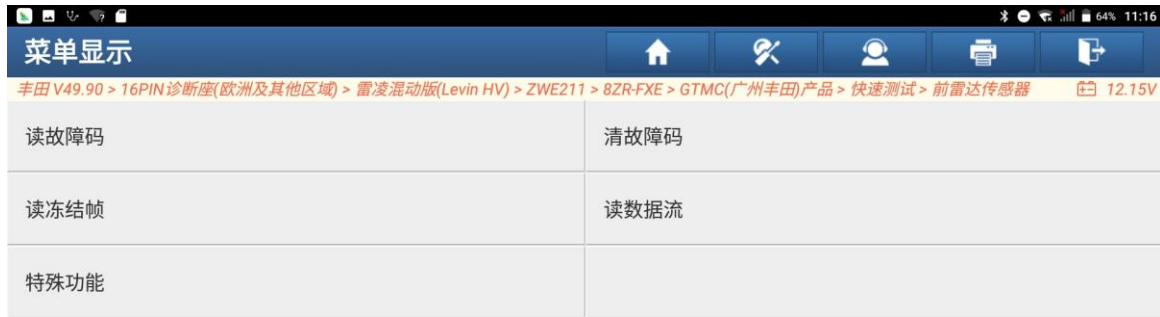 64% 11:16
菜单显示
丰田 V49.90 > 16PIN诊断座(欧洲及其他区域) > 雷凌混动版(Levin HV) > ZWE211 > 8ZR-FXE > GTMC(广州丰田)产品 > 快速测试 > 前雷达传感器 12.15V
读故障码 清故障码
读冻结帧 读数据流
特殊功能